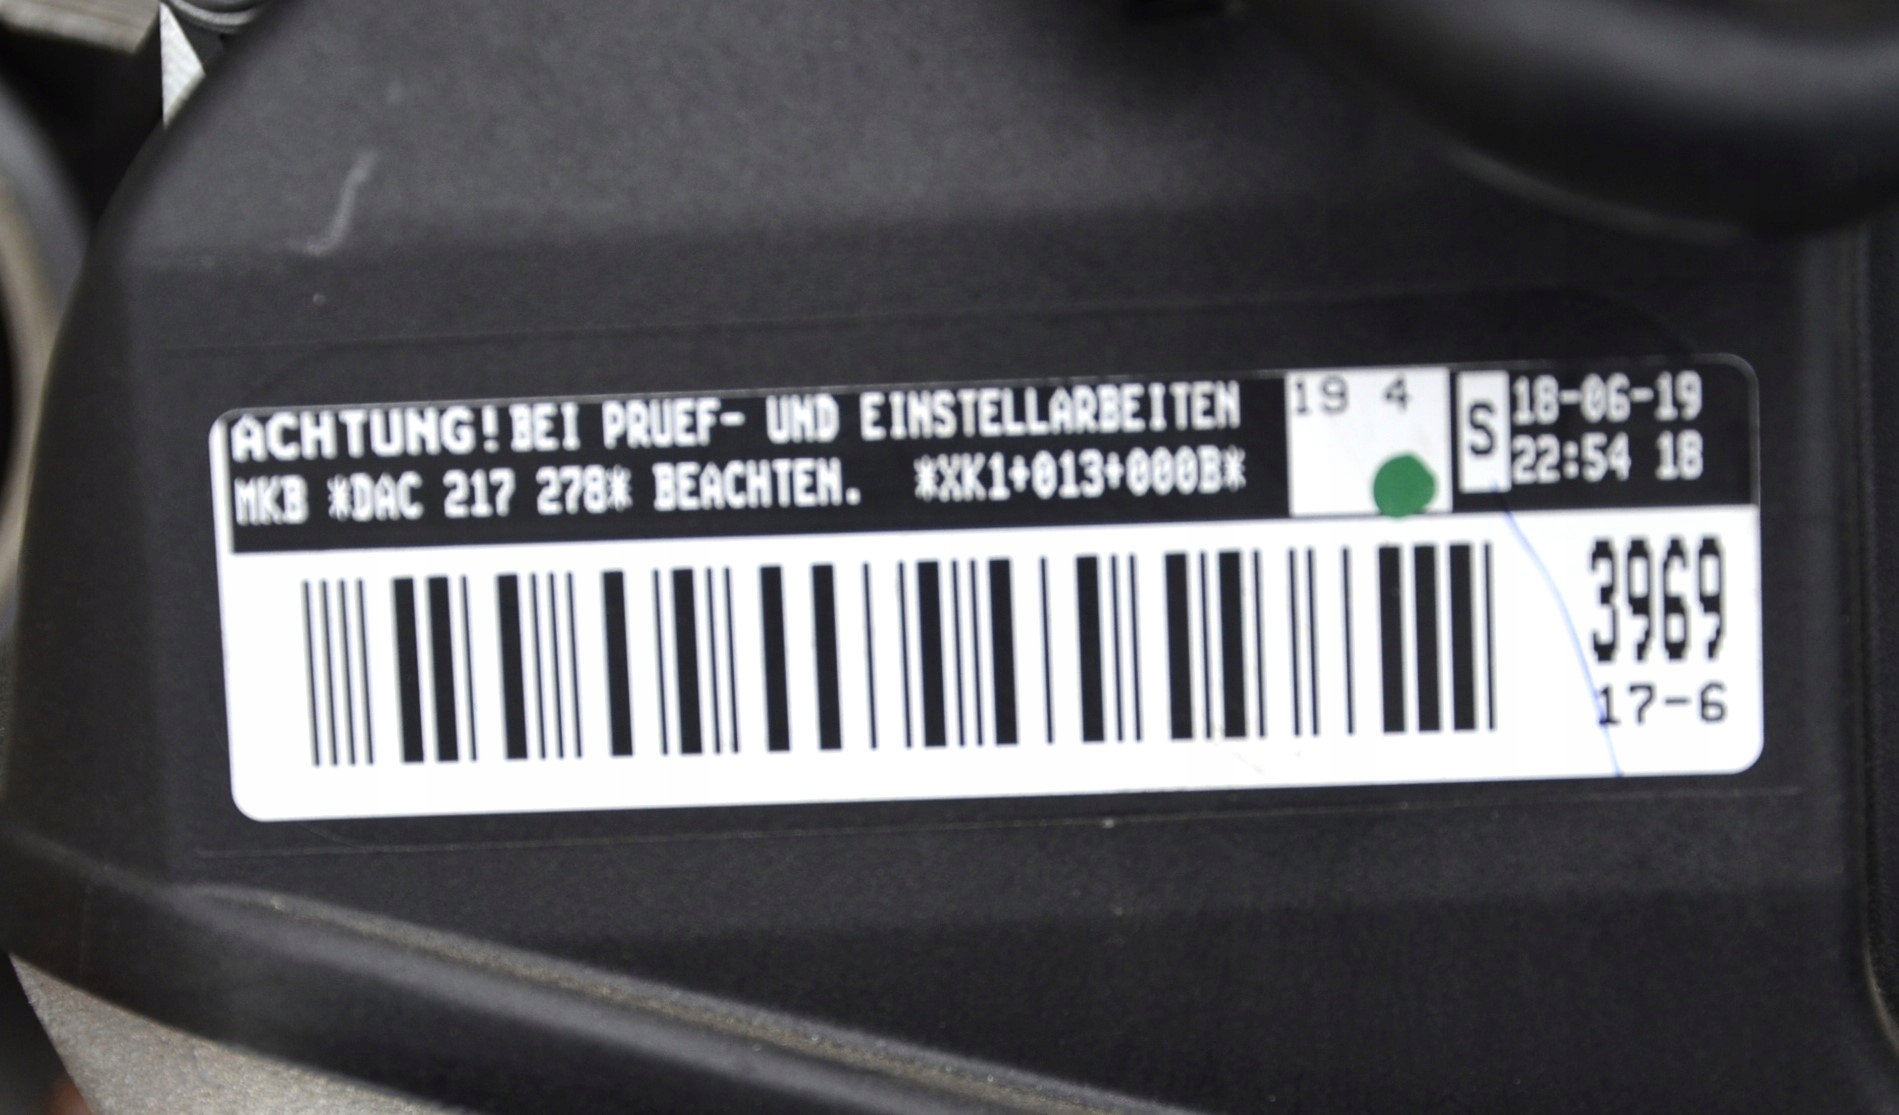 ACHTUNG! BEI PRUEF- UND EINSTELLARBEITEN
MKB *DAC 217 278* BEACHTEN. *XK1+013+000B*
19 4
S
18-06-19
22:54 18
3969
17-6